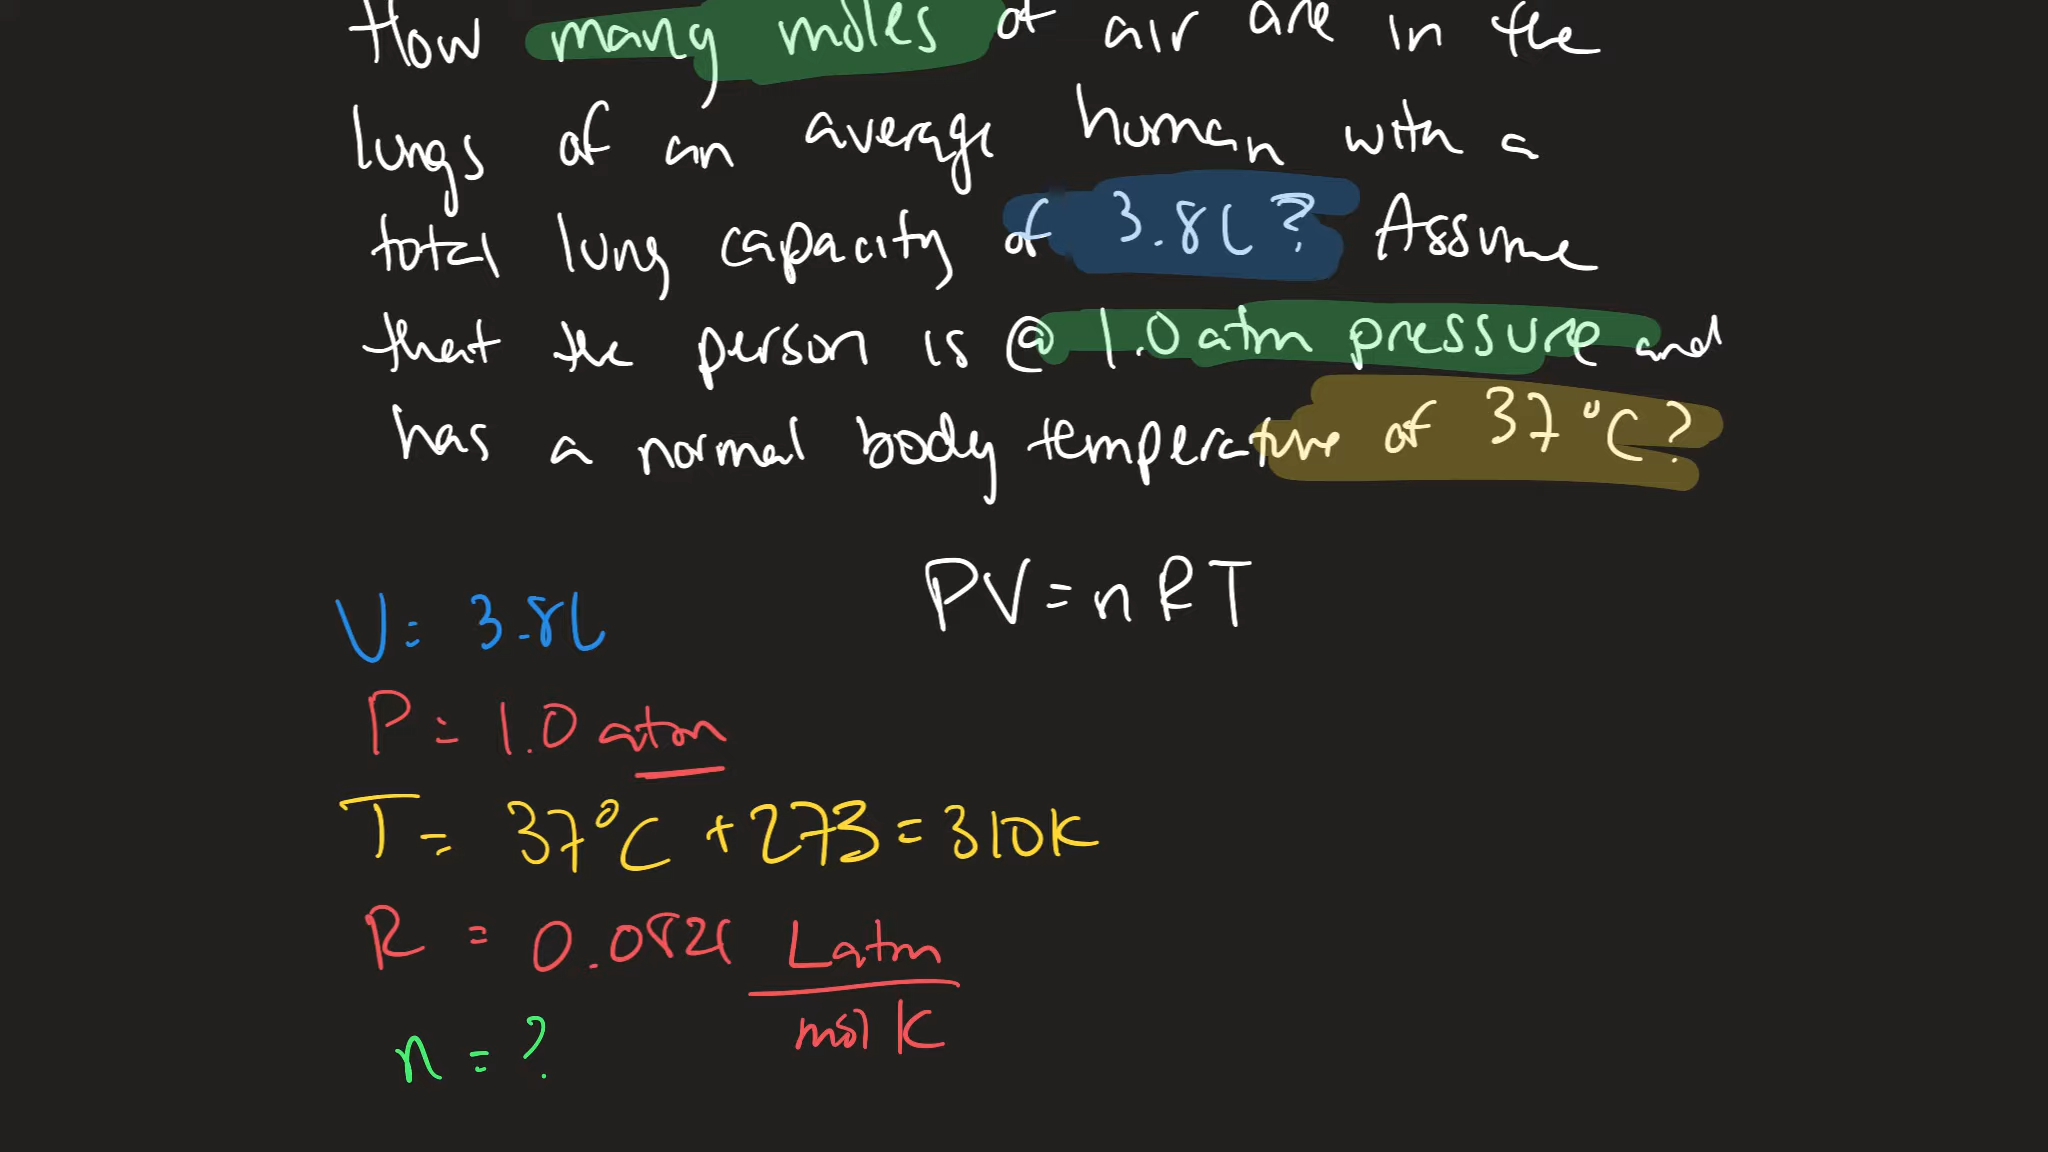 How many moles of air are in the
lungs of an average human with a
total lung capacity of 3.8L? Assume
that the person is @ 1.0 atm pressure and
has a normal body temperature of 37°C?
PV = nRT
V = 3.8L
P = 1.0 atm
T = 37°C + 273 = 310K
R = 0.0821 L atm
mol K
n = ?